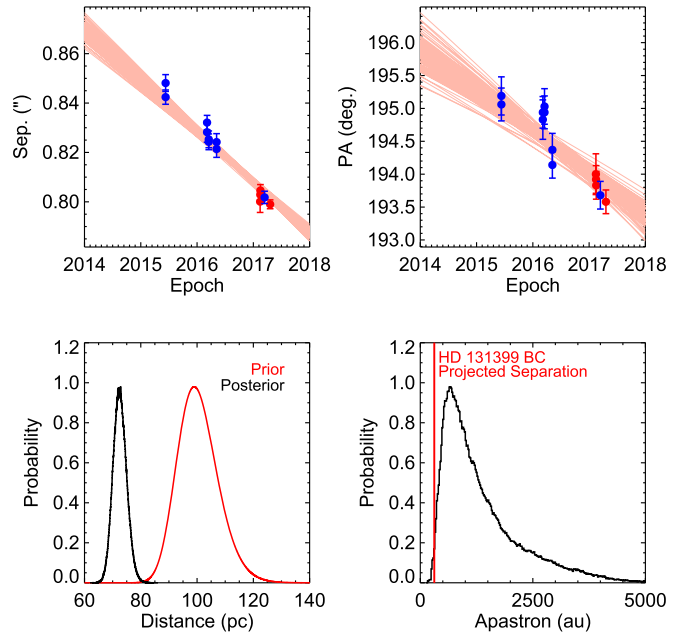 0.86
0.84
0.82
0.80
Sep. (")
2014 2015 2016 2017 2018
Epoch
196.0
195.5
195.0
194.5
194.0
193.5
193.0
PA (deg.)
2014 2015 2016 2017 2018
Epoch
1.2
1.0
0.8
0.6
0.4
0.2
0.0
Probability
Prior
Posterior
60 80 100 120 140
Distance (pc)
1.2
1.0
0.8
0.6
0.4
0.2
0.0
Probability
HD 131399 BC
Projected Separation
0 2500 5000
Apastron (au)